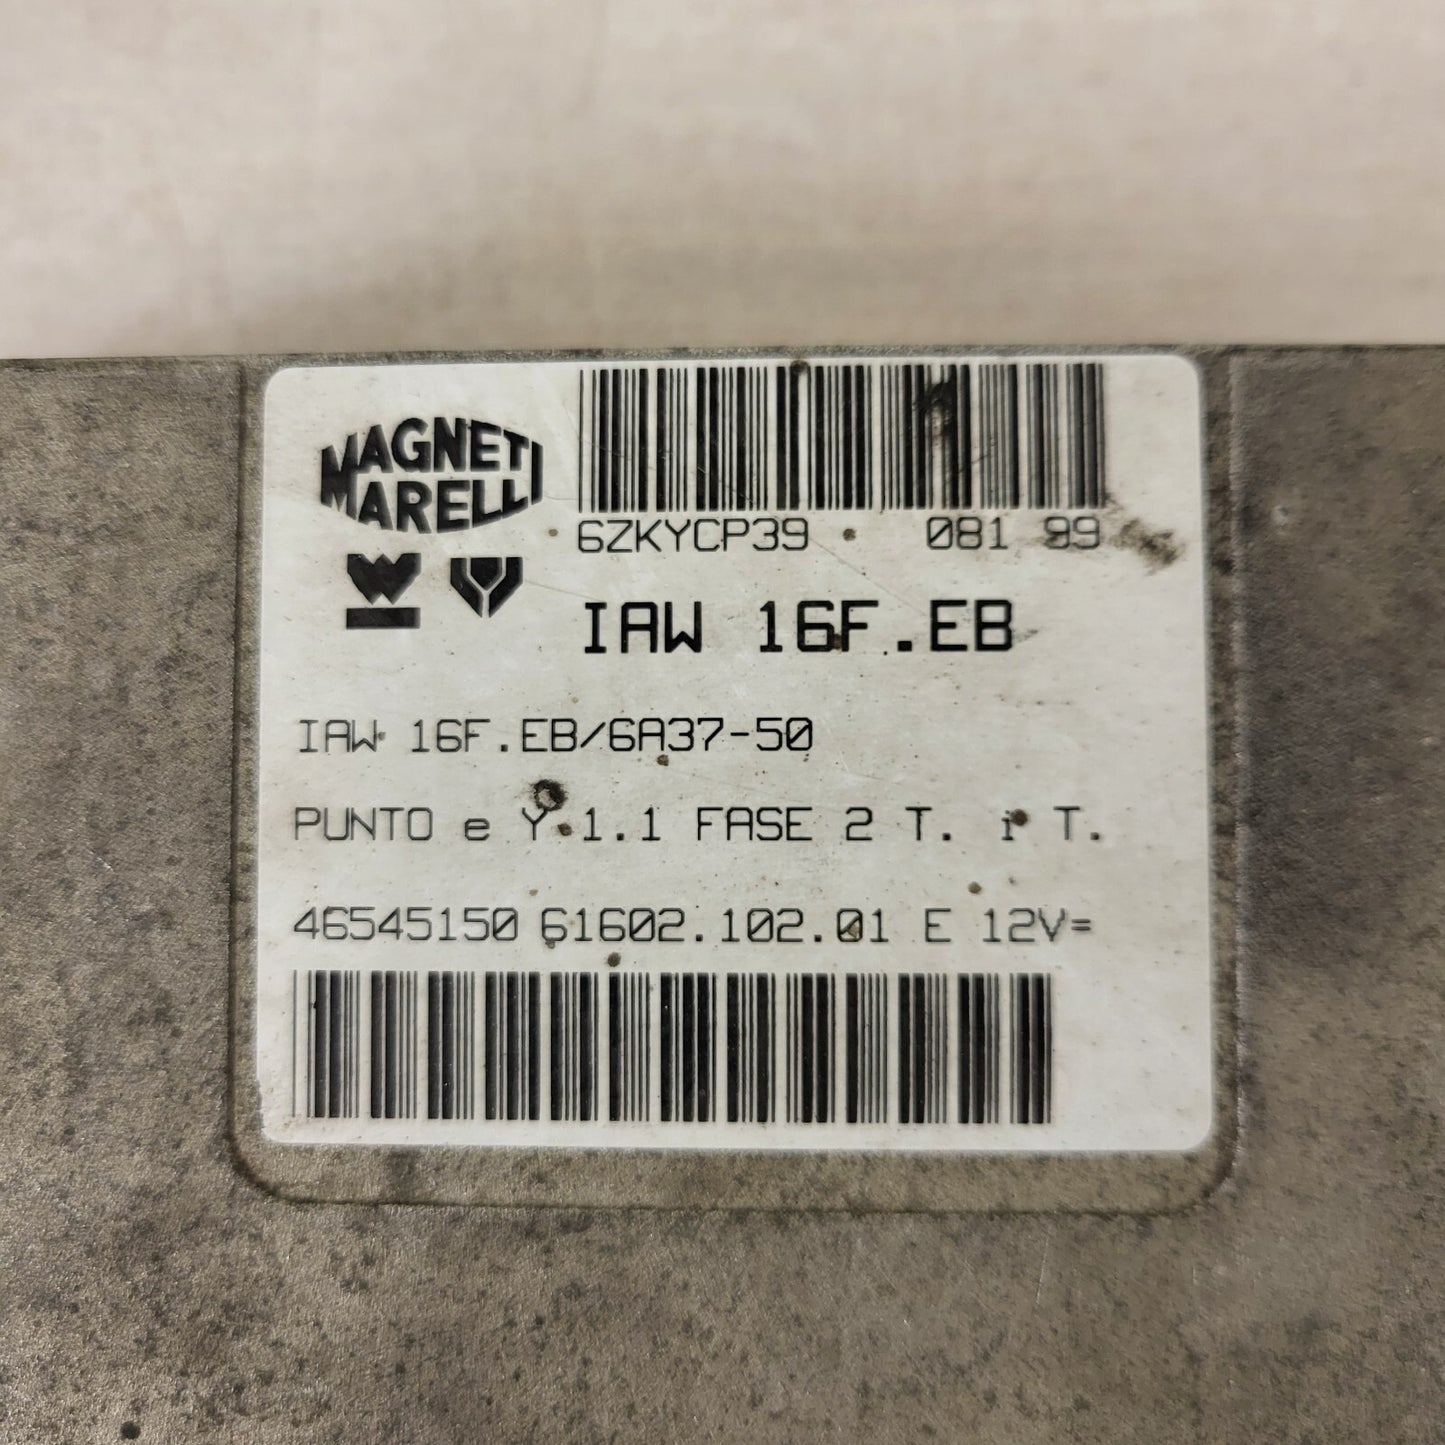 MAGNETI
MARELLI
6ZKYCP39 081 99
IAW 16F.EB
IAW 16F.EB/6A37-50
PUNTO e Y 1.1 FASE 2 T. i T.
46545150 61602.102.01 E 12V=